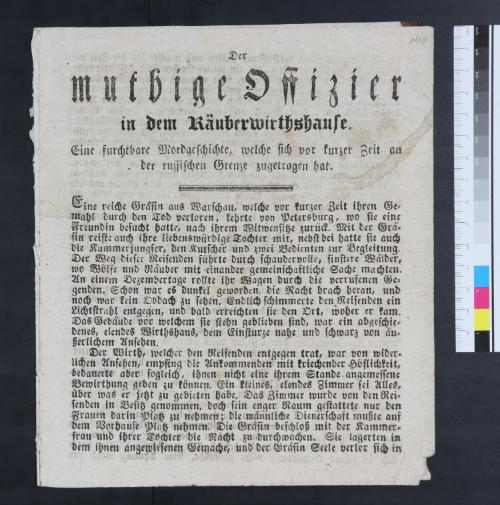 Der
muthige Offizier
in dem Räuberwirthshause.
Eine furchtbare Mordgeschichte, welche sich vor kurzer Zeit an
der russischen Grenze zugetragen hat.
Eine reiche Gräfin aus Warschau, welche vor kurzer Zeit ihren Ge-
mahl durch den Tod verloren, kehrte von Petersburg, wo sie eine
Freundin besucht hatte, nach ihrem Witwensitze zurück. Mit der Grä-
fin reiste auch ihre liebenswürdige Tochter mit, nebst bei hatte sie auch
die Kammerjungfer, den Kutscher und zwei Bedienten zur Begleitung.
Der Weg dieser Reisenden führte durch schaudervolle, finstere Wälder,
wo Wölfe und Räuber mit einander gemeinschaftliche Sache machten.
An einem Dezembertage rollte ihr Wagen durch die verrufenen Ge-
genden. Schon war es dunkel geworden, die Nacht brach heran, und
noch war kein Obdach zu sehen. Endlich schimmerte den Reisenden ein
Lichtstrahl entgegen, und bald erreichten sie den Ort, woher er kam.
Das Gebäude vor welchem sie stehn geblieben sind, war ein abgeschie-
denes, elendes Wirthshaus, dem Einsturze nahe und schwarz von äu-
ßerlichem Ansehen.
Der Wirth, welcher den Reisenden entgegen trat, war von wider-
lichen Ansehen, empfing die Ankommenden mit kriechender Höflichkeit,
bedauerte aber sogleich, ihnen nicht eine ihrem Stande angemessene
Bewirthung geben zu können. Ein kleines, elendes Zimmer sei Alles,
über was er jetzt zu gebieten habe. Das Zimmer wurde von den Rei-
senden in Besitz genommen, doch sein enger Raum gestattete nur den
Frauen darin Platz zu nehmen; die männliche Dienerschaft mußte auf
dem Vorhause Platz nehmen. Die Gräfin beschloß mit der Kammer-
frau und ihrer Tochter die Nacht zu durchwachen. Sie lagerten in
dem ihnen angewiesenen Gemache, und der Gräfin Seele verlor sich in